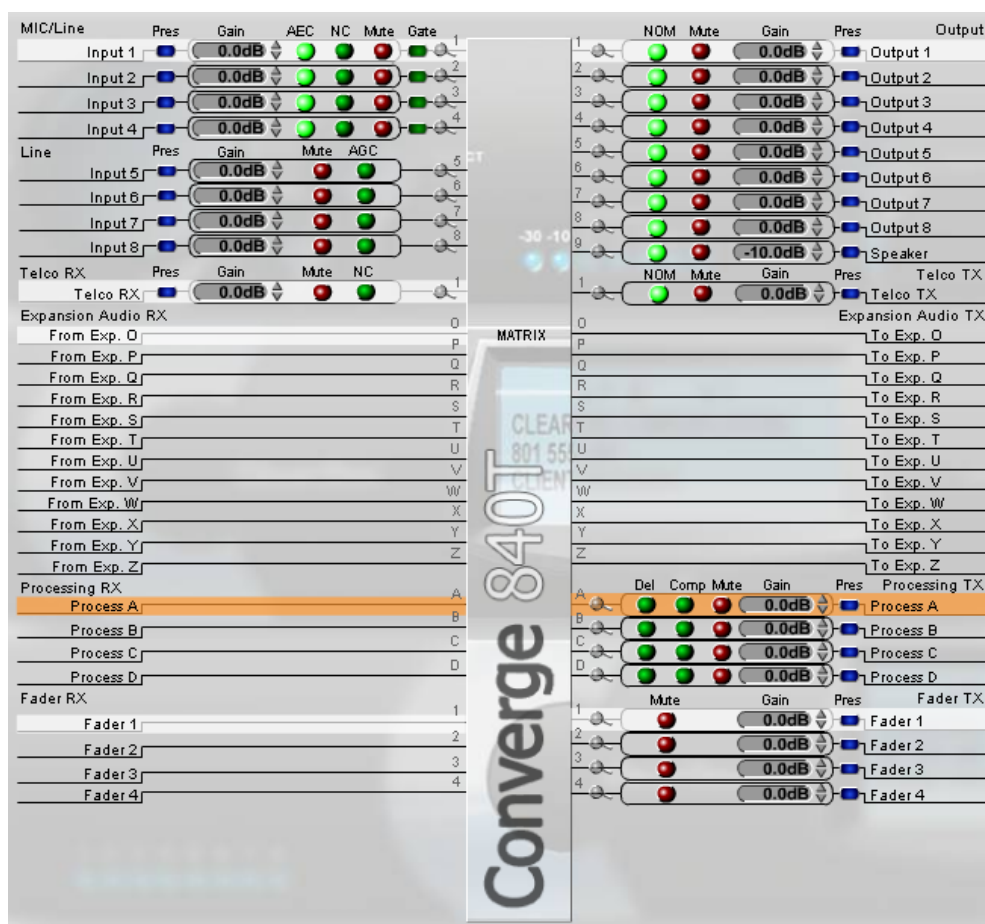 MIC/Line Pres Gain AEC NC Mute Gate
Input 1 0.0dB 1
Input 2 0.0dB 2
Input 3 0.0dB 3
Input 4 0.0dB 4
Line Pres Gain Mute AGC
Input 5 0.0dB 5
Input 6 0.0dB 6
Input 7 0.0dB 7
Input 8 0.0dB 8
Telco RX Pres Gain Mute NC
Telco RX 0.0dB 1
Expansion Audio RX
From Exp. O O
From Exp. P P
From Exp. Q Q
From Exp. R R
From Exp. S S
From Exp. T T
From Exp. U U
From Exp. V V
From Exp. W W
From Exp. X X
From Exp. Y Y
From Exp. Z Z
Processing RX
Process A A
Process B B
Process C C
Process D D
Fader RX
Fader 1 1
Fader 2 2
Fader 3 3
Fader 4 4
CT
-30 -10
MATRIX
CLEAR
801 55
CLIENT
Converge 840T
NOM Mute Gain Pres Output
1 0.0dB Output 1
2 0.0dB Output 2
3 0.0dB Output 3
4 0.0dB Output 4
5 0.0dB Output 5
6 0.0dB Output 6
7 0.0dB Output 7
8 0.0dB Output 8
9 -10.0dB Speaker
NOM Mute Gain Pres Telco TX
1 0.0dB Telco TX
Expansion Audio TX
O To Exp. O
P To Exp. P
Q To Exp. Q
R To Exp. R
S To Exp. S
T To Exp. T
U To Exp. U
V To Exp. V
W To Exp. W
X To Exp. X
Y To Exp. Y
Z To Exp. Z
Del Comp Mute Gain Pres Processing TX
A 0.0dB Process A
B 0.0dB Process B
C 0.0dB Process C
D 0.0dB Process D
Mute Gain Pres Fader TX
1 0.0dB Fader 1
2 0.0dB Fader 2
3 0.0dB Fader 3
4 0.0dB Fader 4